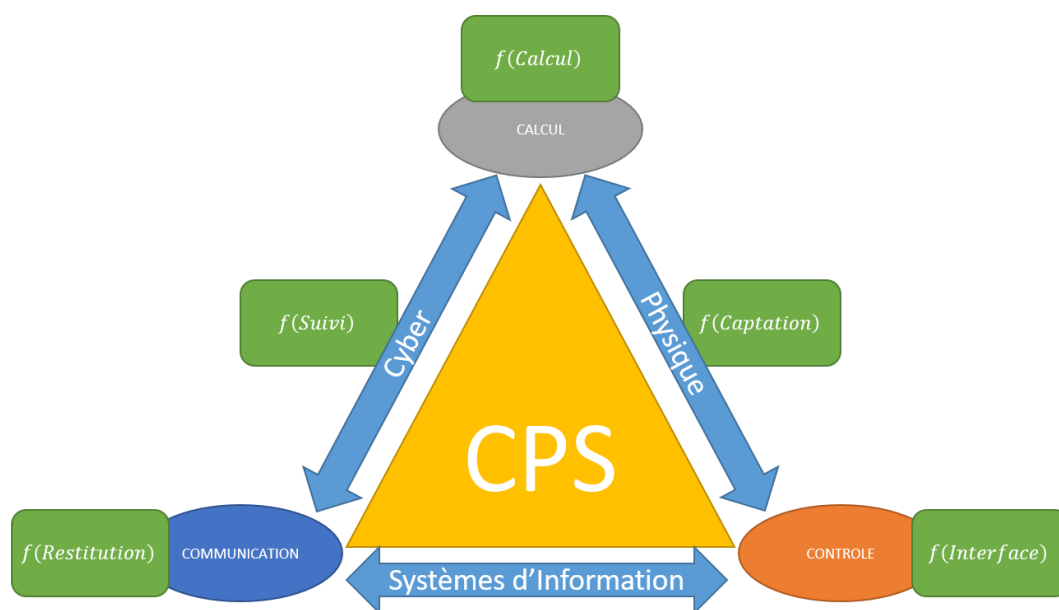 f(Calcul)
CALCUL
f(Suivi)
Cyber
Physique
f(Captation)
CPS
f(Restitution)
COMMUNICATION
CONTROLE
f(Interface)
Systèmes d'Information